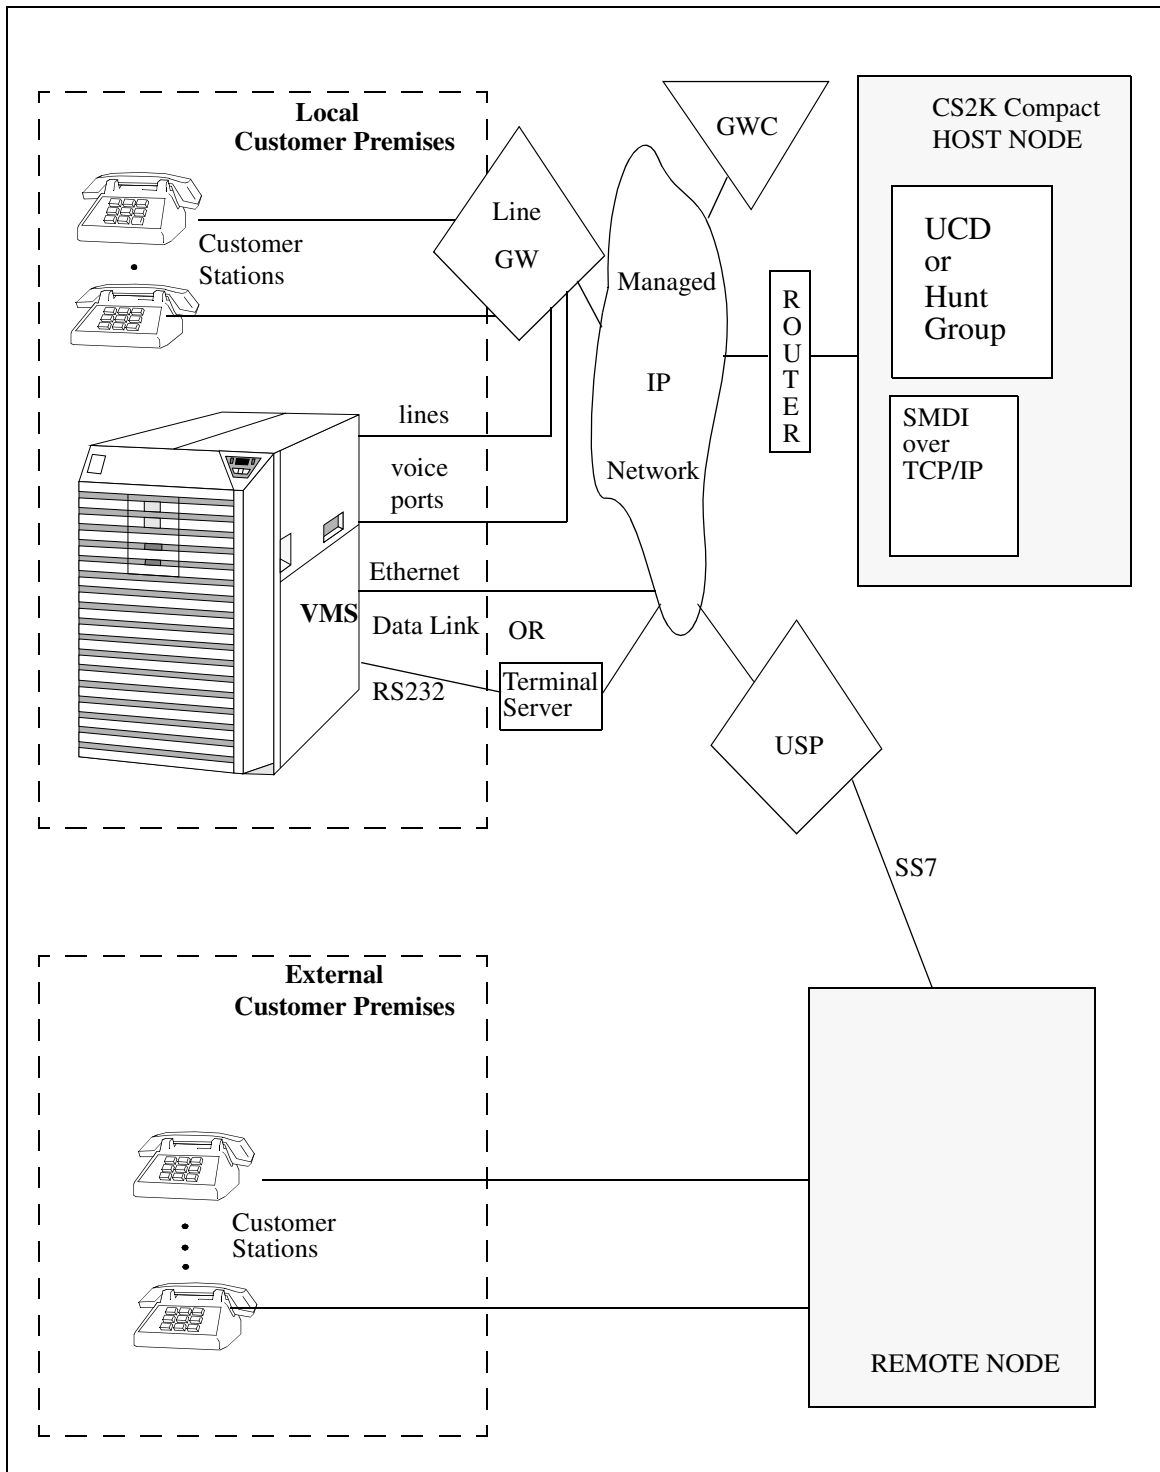 Local
Customer Premises
Customer
Stations
Line
GW
GWC
Managed
IP
Network
R
O
U
T
E
R
CS2K Compact
HOST NODE
UCD
or
Hunt
Group
SMDI
over
TCP/IP
lines
voice
ports
Ethernet
VMS
Data Link
OR
RS232
Terminal
Server
USP
SS7
External
Customer Premises
Customer
Stations
REMOTE NODE